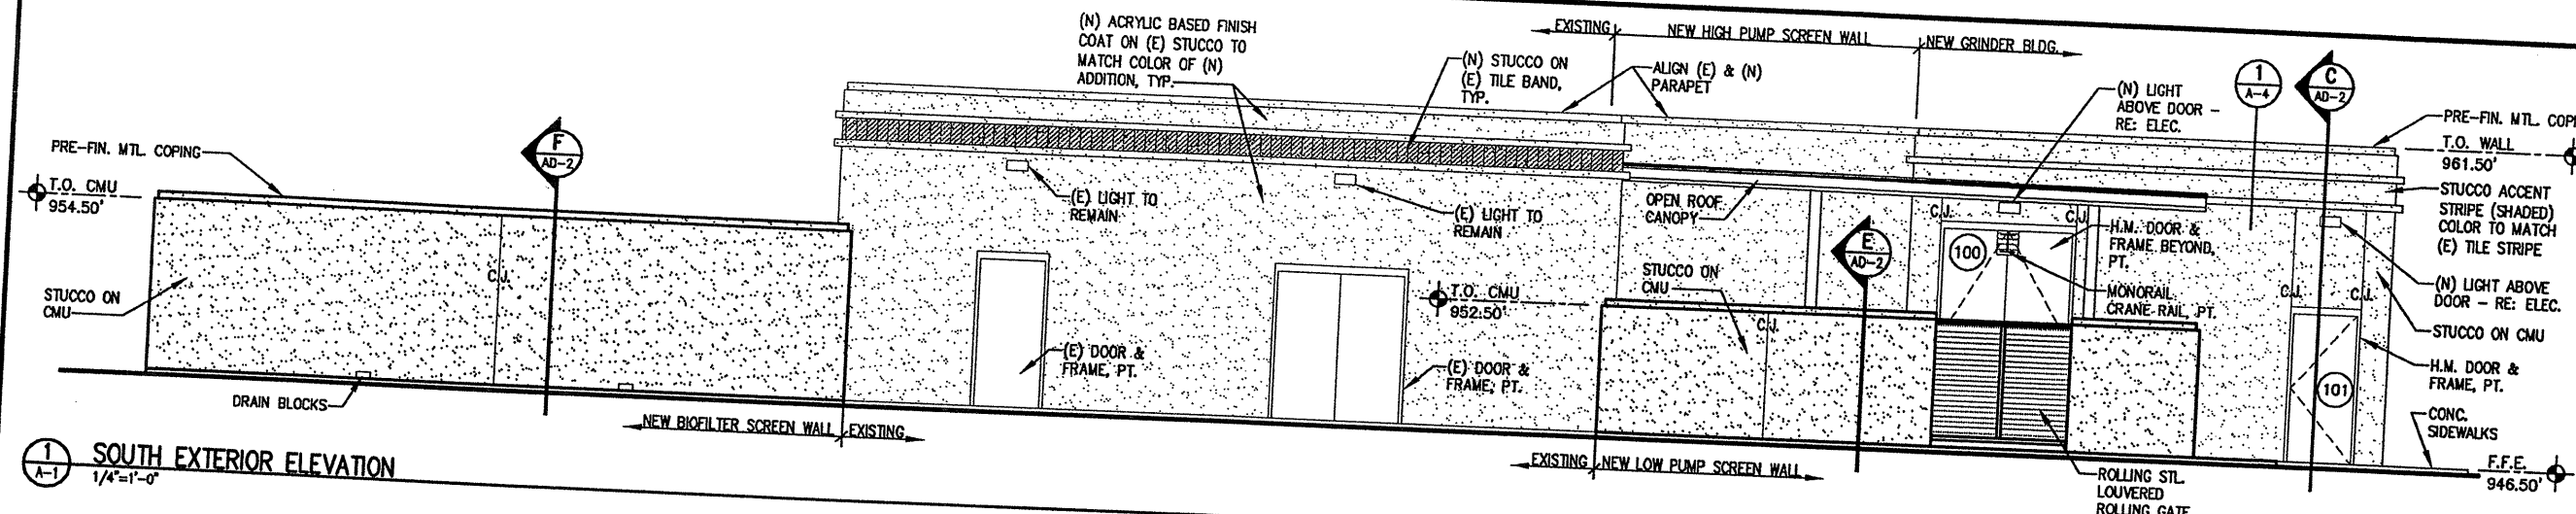 (N) ACRYLIC BASED FINISH
COAT ON (E) STUCCO TO
MATCH COLOR OF (N)
ADDITION, TYP.
EXISTING
NEW HIGH PUMP SCREEN WALL
NEW GRINDER BLDG.
(N) STUCCO ON
(E) TILE BAND,
TYP.
ALIGN (E) & (N)
PARAPET
(N) LIGHT
ABOVE DOOR -
RE: ELEC.
1
A-4
C
AD-2
PRE-FIN. MTL. COPI
T.O. WALL
961.50'
STUCCO ACCENT
STRIPE (SHADED)
COLOR TO MATCH
(E) TILE STRIPE
(N) LIGHT ABOVE
DOOR - RE: ELEC.
STUCCO ON CMU
H.M. DOOR &
FRAME, PT.
CONC.
SIDEWALKS
F.F.E.
946.50'
PRE-FIN. MTL. COPING
T.O. CMU
954.50'
F
AD-2
STUCCO ON
CMU
C.J.
DRAIN BLOCKS
(E) LIGHT TO
REMAIN
(E) LIGHT TO
REMAIN
(E) DOOR &
FRAME, PT.
(E) DOOR &
FRAME, PT.
T.O. CMU
952.50'
OPEN ROOF
CANOPY
STUCCO ON
CMU
C.J.
E
AD-2
C.J.
C.J.
100
H.M. DOOR &
FRAME BEYOND,
PT.
MONORAIL
CRANE RAIL, PT.
C.J.
C.J.
101
NEW BIOFILTER SCREEN WALL
EXISTING
EXISTING
NEW LOW PUMP SCREEN WALL
ROLLING STL.
LOUVERED
ROLLING GATE
1
A-1
SOUTH EXTERIOR ELEVATION
1/4"=1'-0"